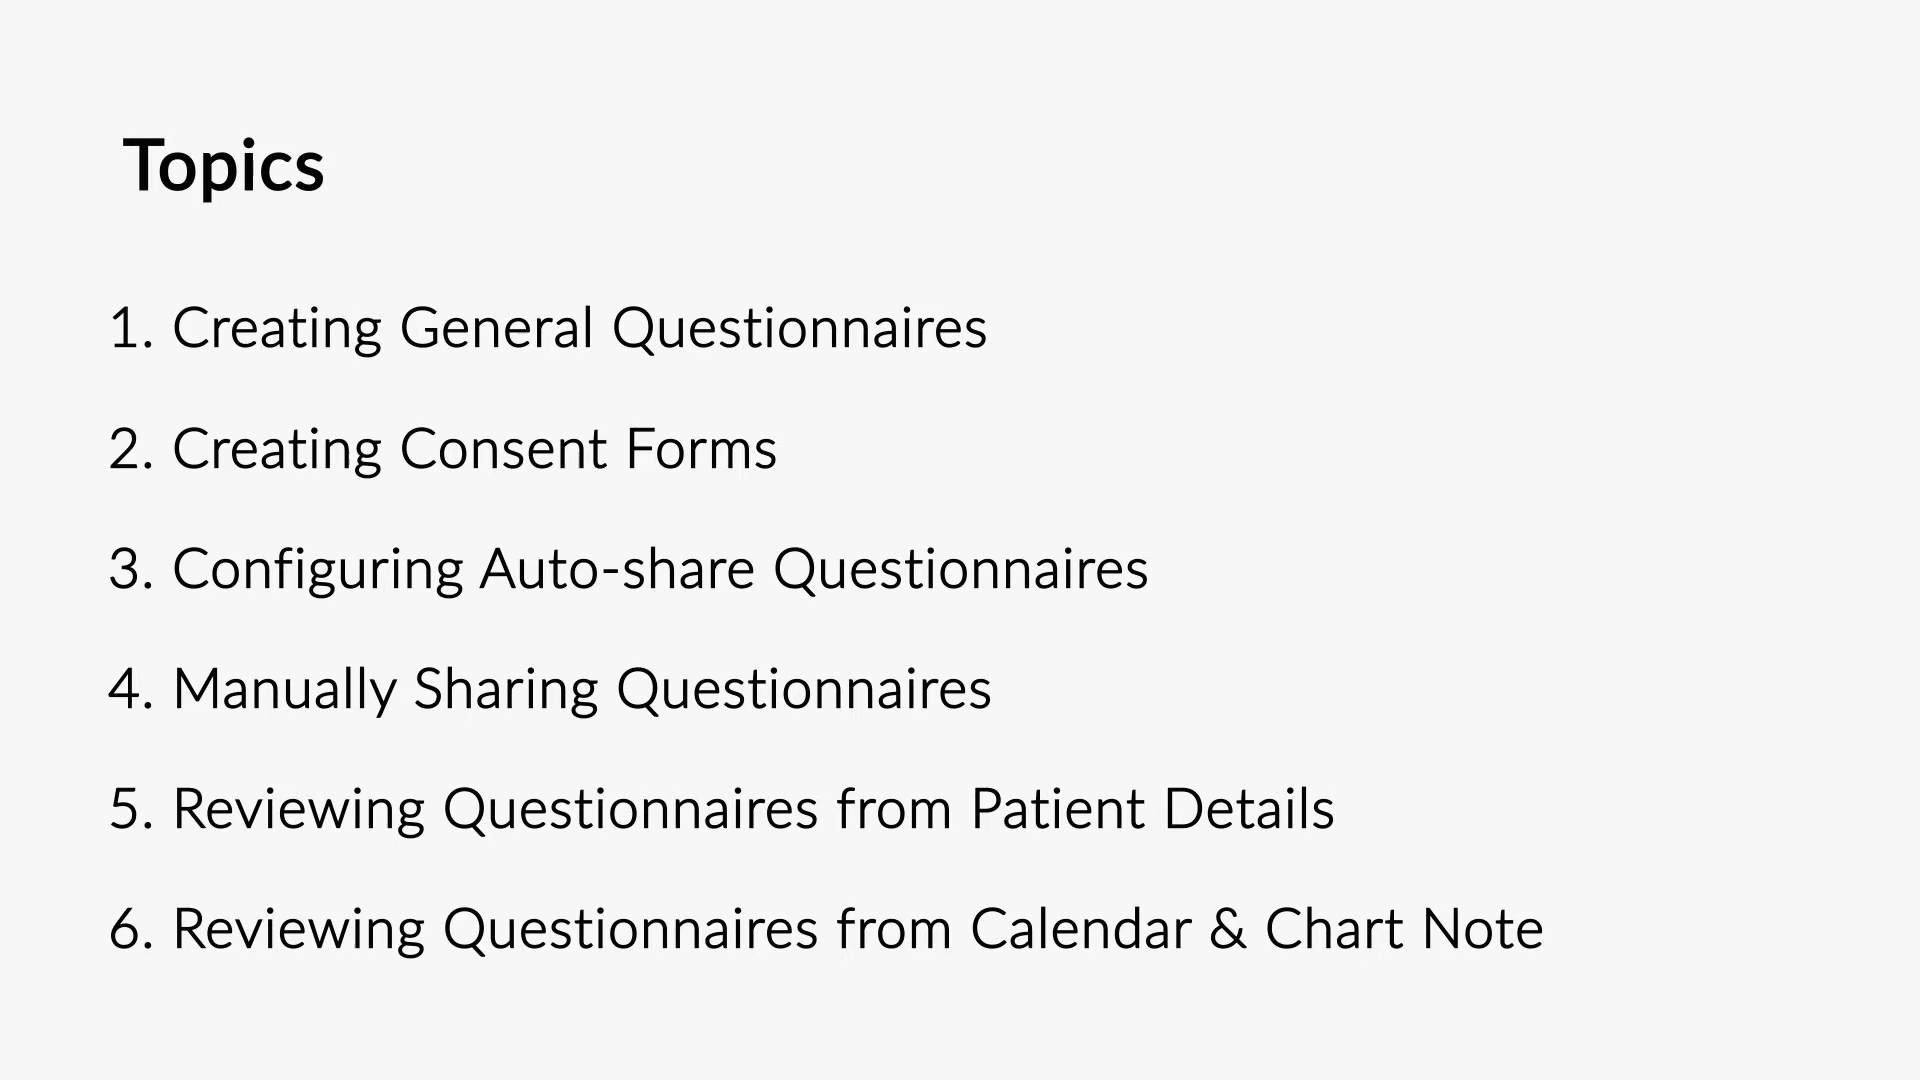 Topics
1. Creating General Questionnaires
2. Creating Consent Forms
3. Configuring Auto-share Questionnaires
4. Manually Sharing Questionnaires
5. Reviewing Questionnaires from Patient Details
6. Reviewing Questionnaires from Calendar & Chart Note